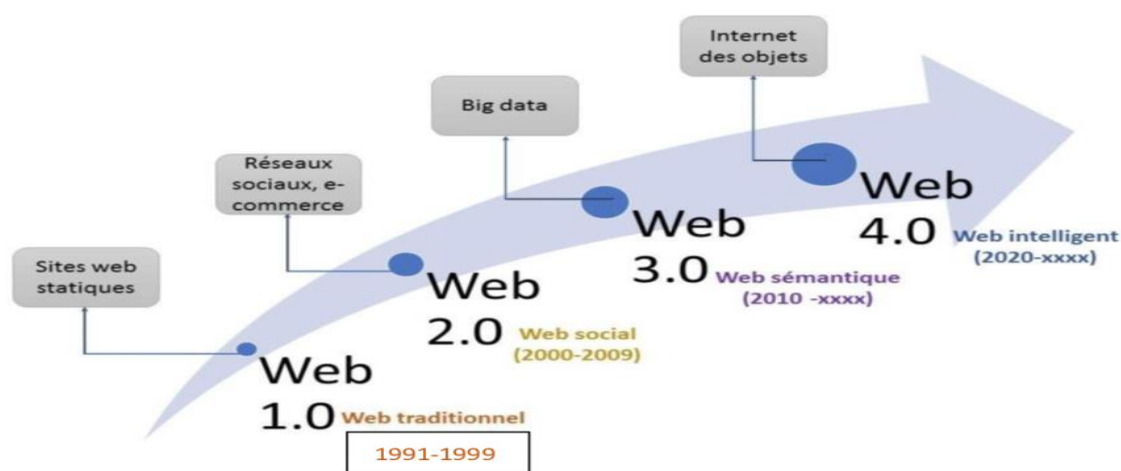 Internet
des objets
Big data
Réseaux
sociaux, e-
commerce
Sites web
statiques
Web
4.0 Web intelligent
(2020-xxxx)
Web
3.0 Web sémantique
(2010 -xxxx)
Web
2.0 Web social
(2000-2009)
Web
1.0 Web traditionnel
1991-1999